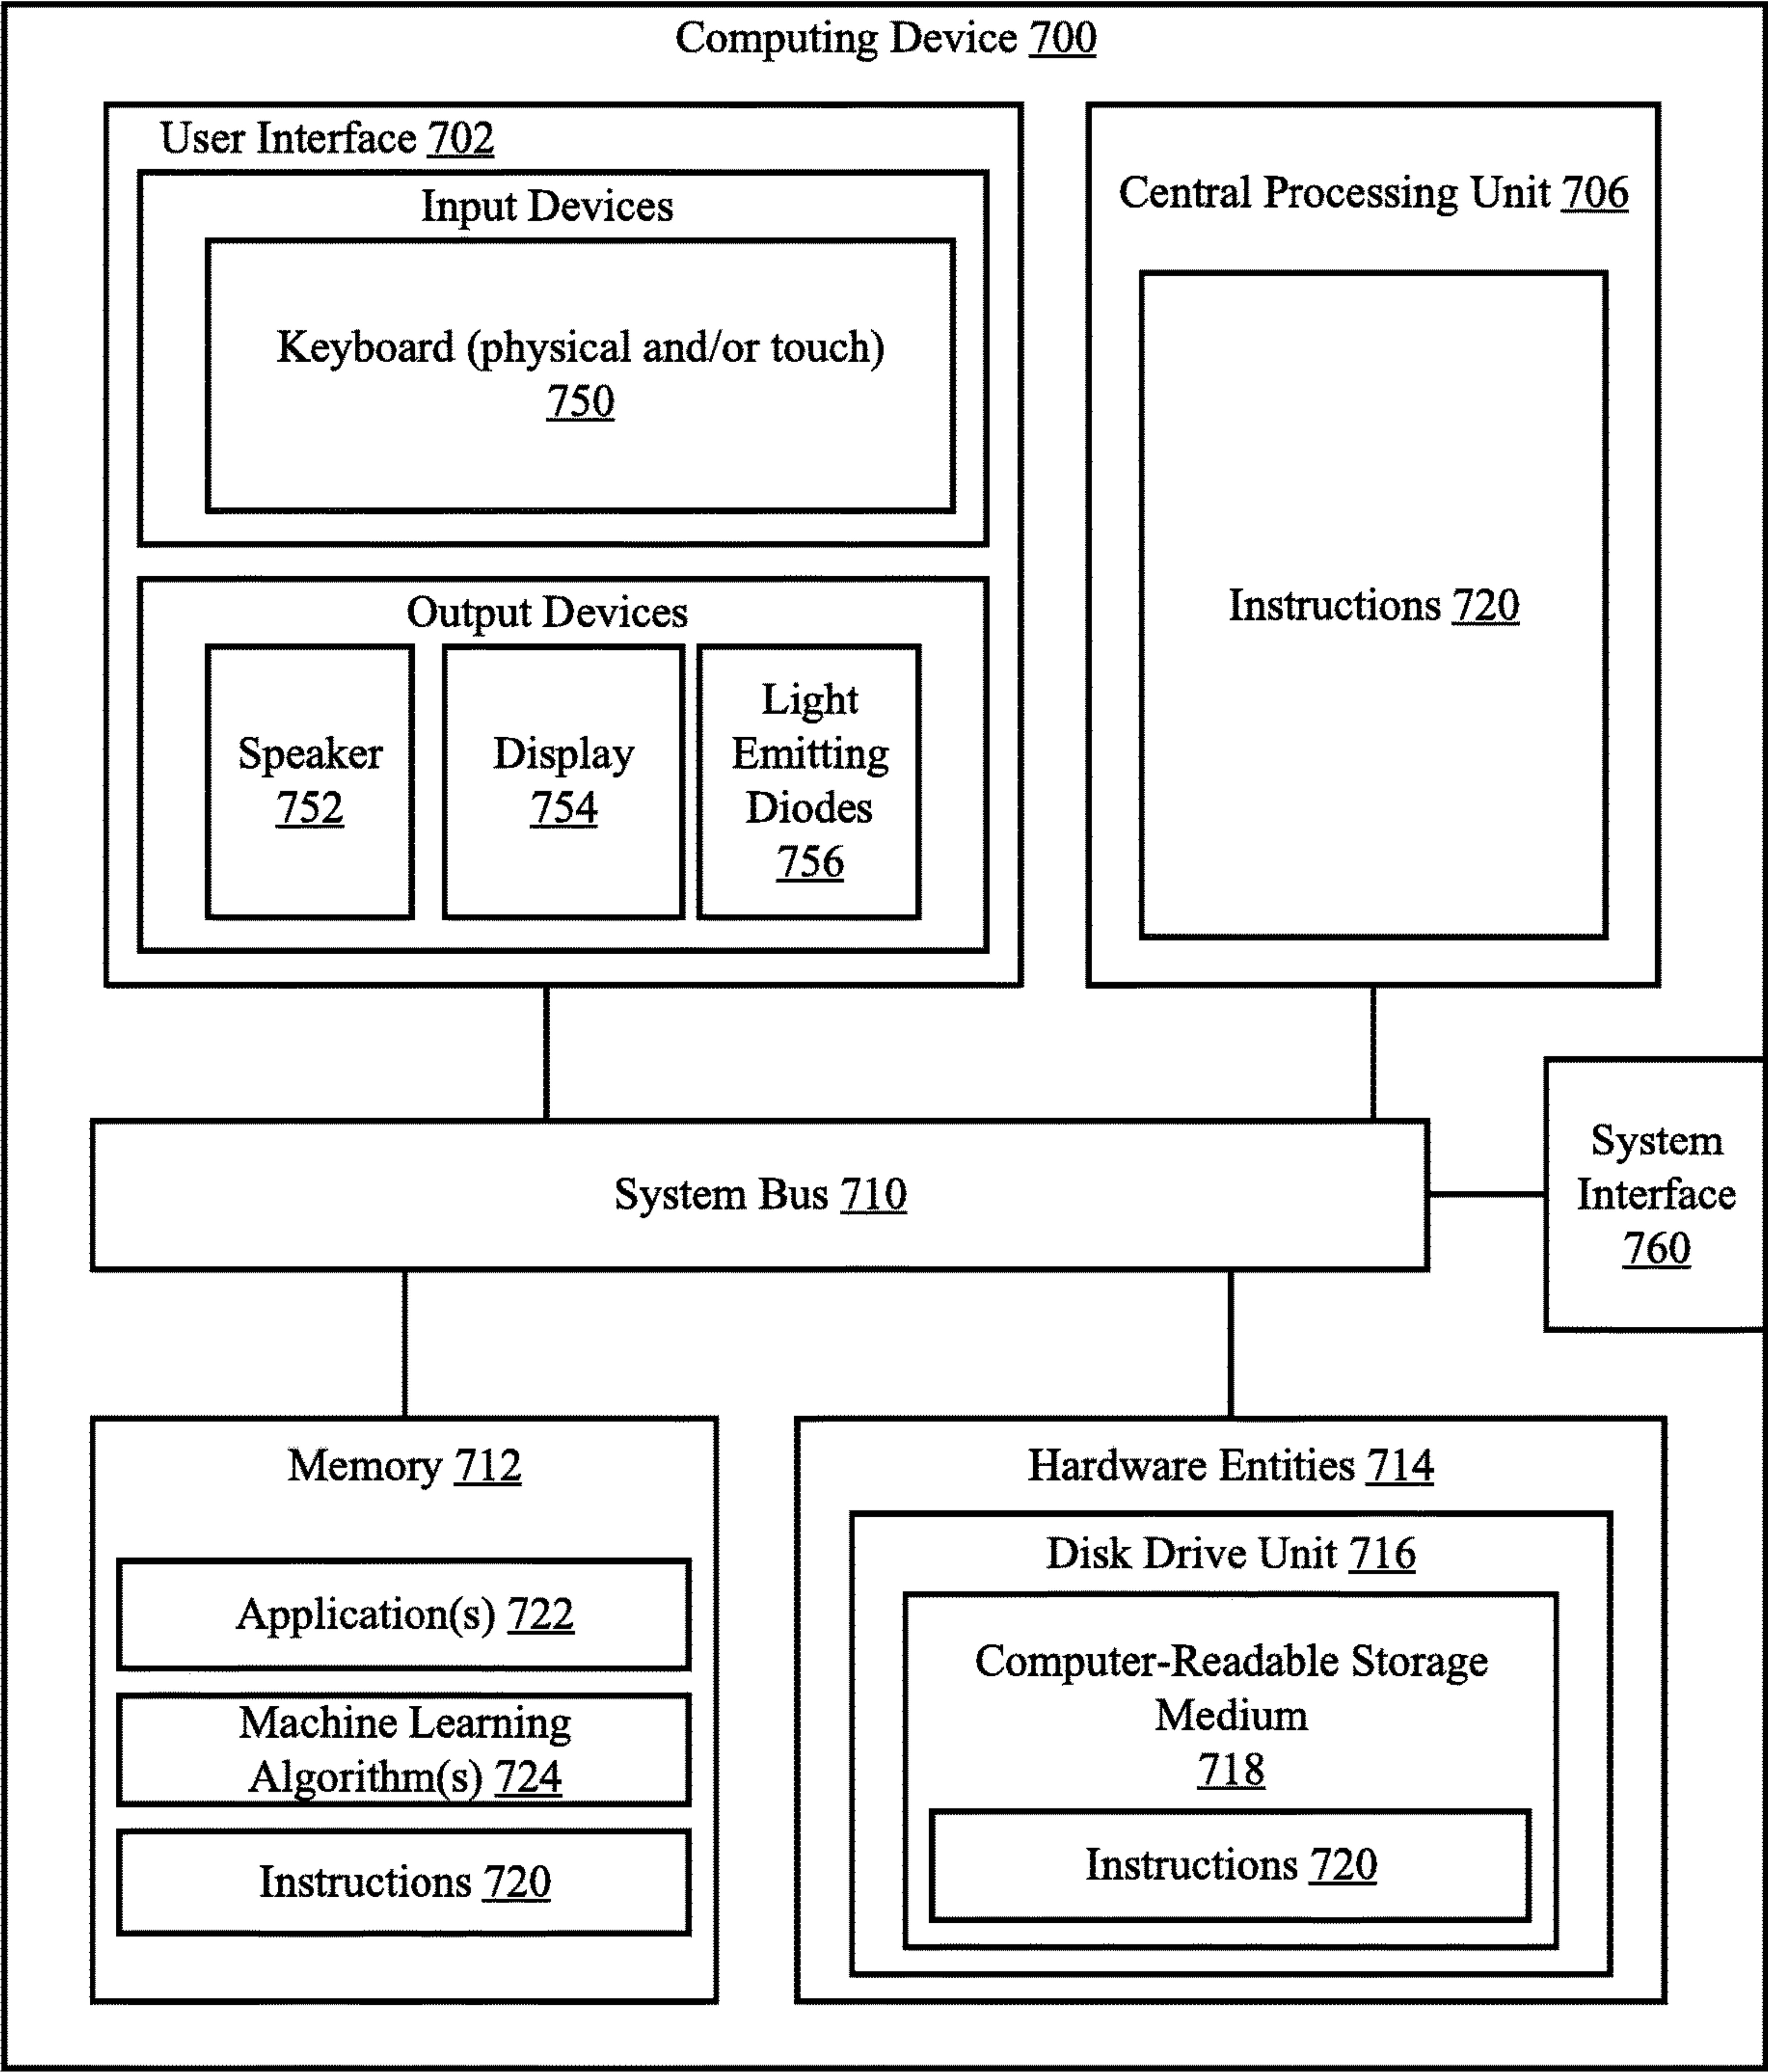 Computing Device 700
User Interface 702
Input Devices
Keyboard (physical and/or touch)
750
Output Devices
Speaker
752
Display
754
Light
Emitting
Diodes
756
Central Processing Unit 706
Instructions 720
System Bus 710
System
Interface
760
Memory 712
Application(s) 722
Machine Learning
Algorithm(s) 724
Instructions 720
Hardware Entities 714
Disk Drive Unit 716
Computer-Readable Storage
Medium
718
Instructions 720